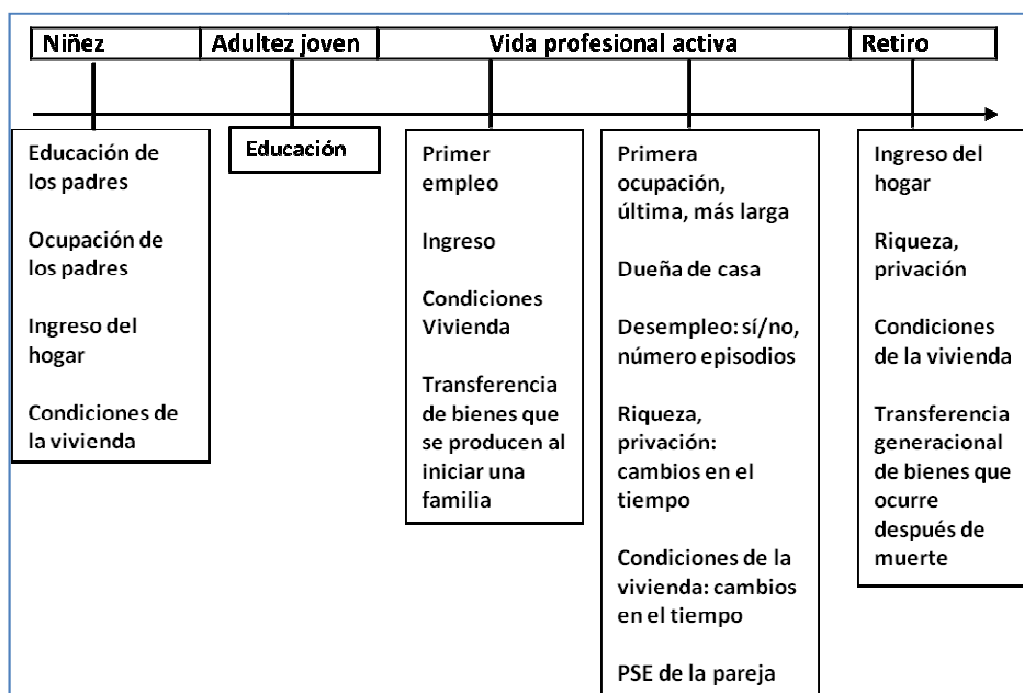 Niñez
Adultez joven
Vida profesional activa
Retiro
Educación de
los padres
Ocupación de
los padres
Ingreso del
hogar
Condiciones de
la vivienda
Educación
Primer
empleo
Ingreso
Condiciones
Vivienda
Transferencia
de bienes que
se producen al
iniciar una
familia
Primera
ocupación,
última, más larga
Dueña de casa
Desempleo: sí/no,
número episodios
Riqueza,
privación:
cambios en el
tiempo
Condiciones de la
vivienda: cambios
en el tiempo
PSE de la pareja
Ingreso del
hogar
Riqueza,
privación
Condiciones
de la vivienda
Transferencia
generacional
de bienes que
ocurre
después de
muerte